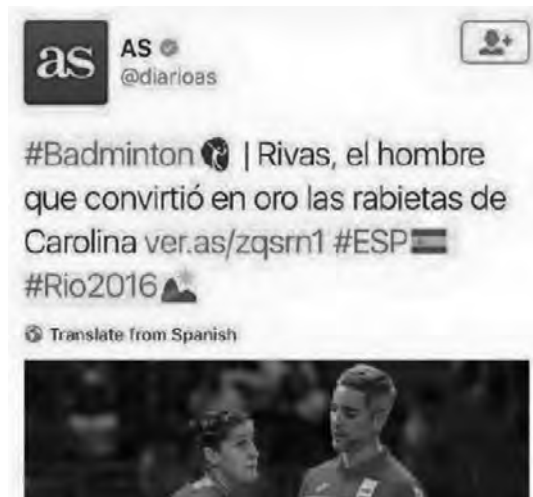 as
AS
@diarioas
#Badminton | Rivas, el hombre
que convirtió en oro las rabietas de
Carolina ver.as/zqsrn1 #ESP
#Rio2016
Translate from Spanish